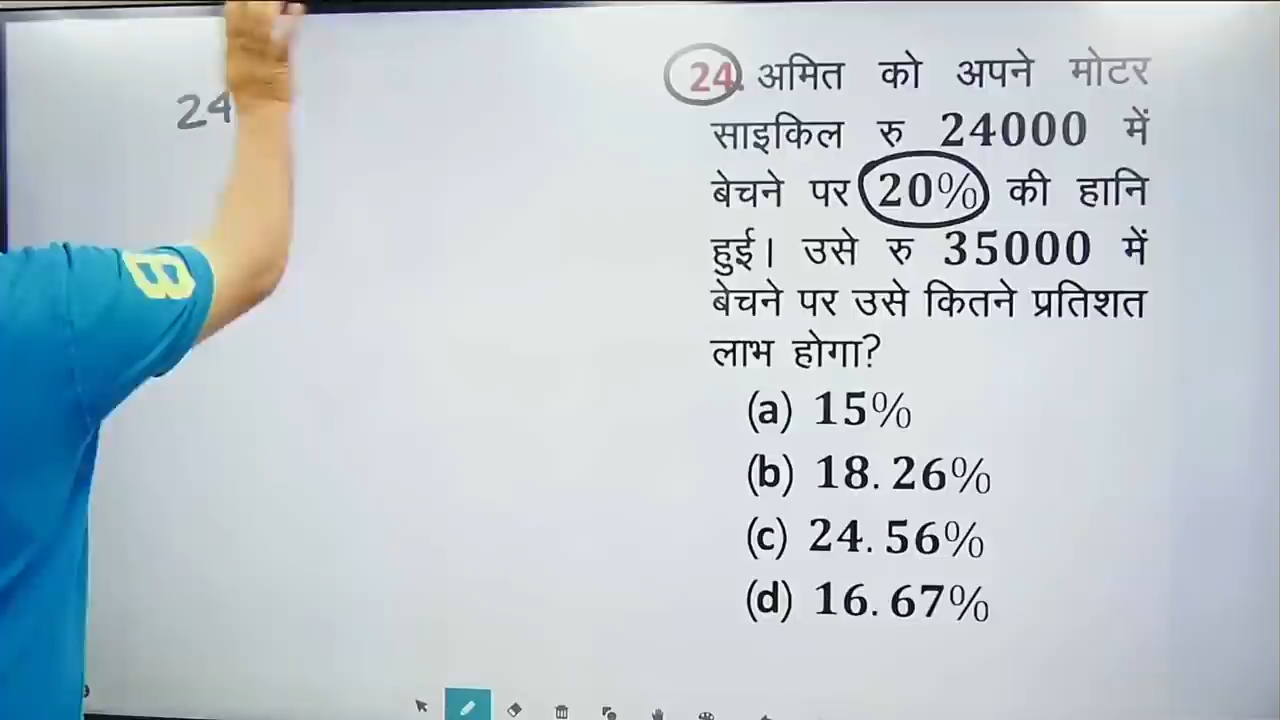 24
B
24. अमित को अपने मोटर
साइकिल रु 24000 में
बेचने पर 20% की हानि
हुई। उसे रु 35000 में
बेचने पर उसे कितने प्रतिशत
लाभ होगा?
(a) 15%
(b) 18.26%
(c) 24.56%
(d) 16.67%